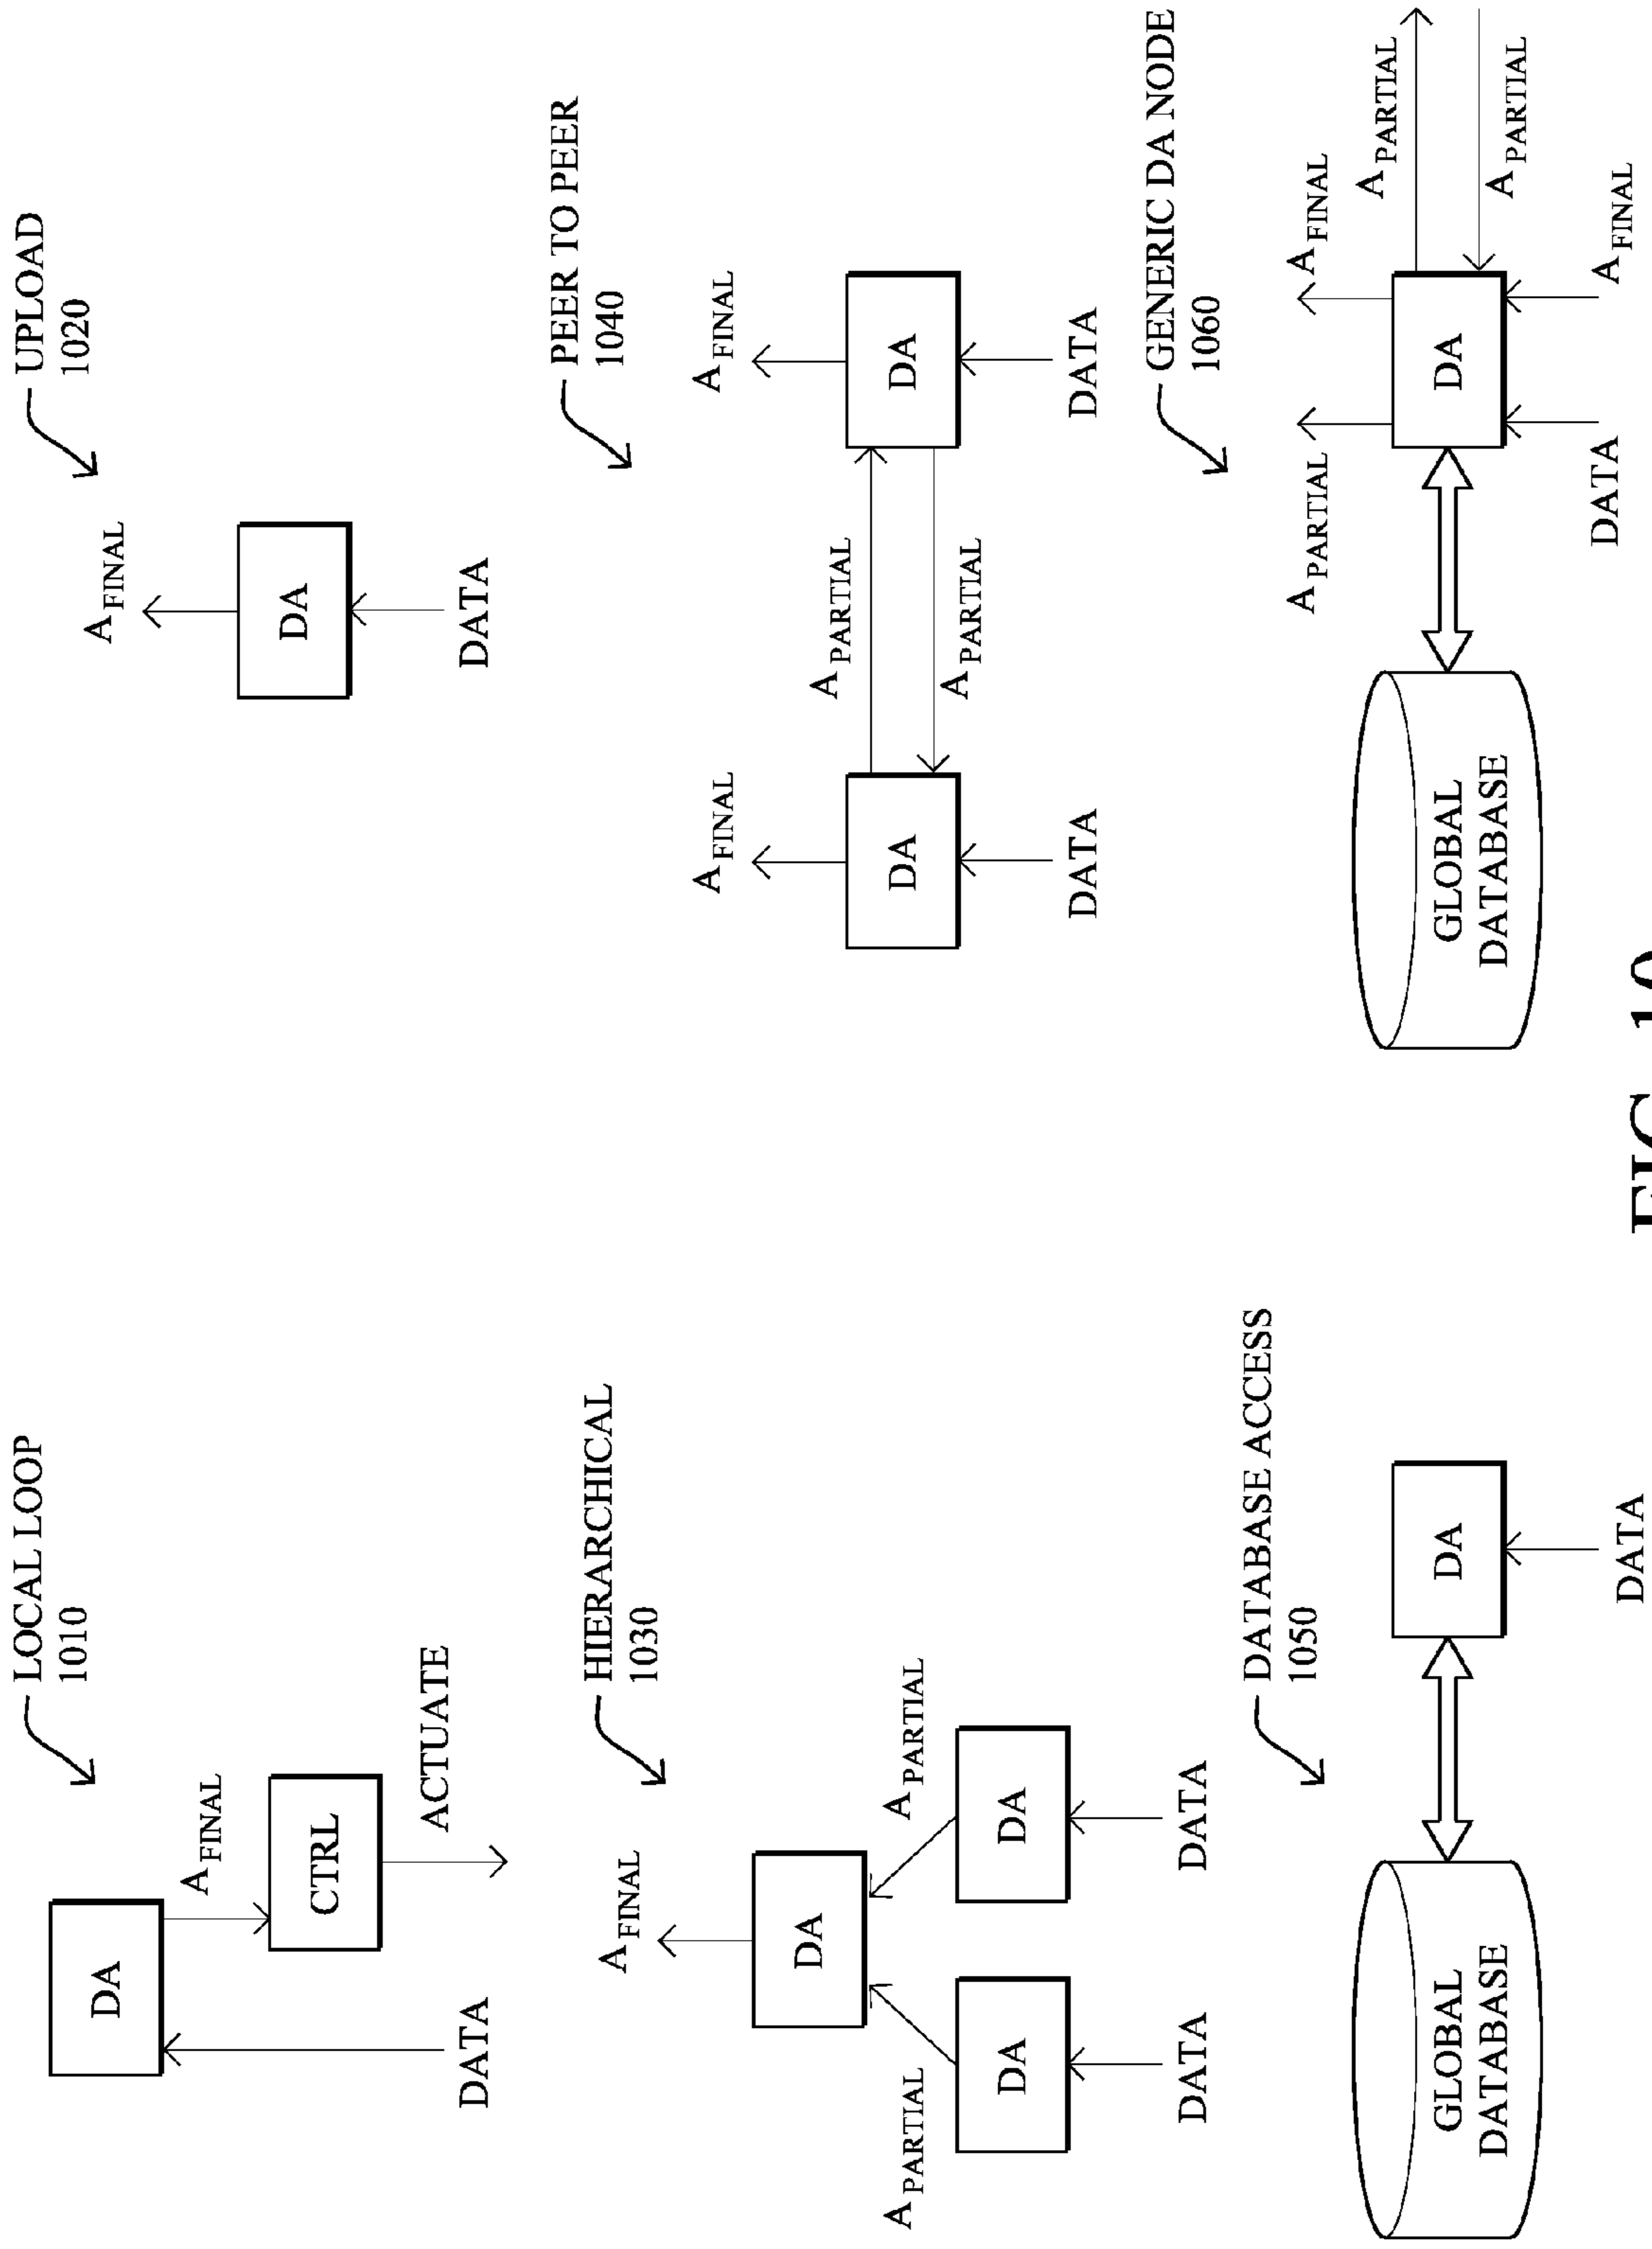 LOCAL LOOP
1010
DA
A FINAL
CTRL
DATA
ACTUATE
UPLOAD
1020
A FINAL
DA
DATA
HIERARCHICAL
1030
A FINAL
DA
A PARTIAL
A PARTIAL
DA
DA
DATA
DATA
PEER TO PEER
1040
A FINAL
A FINAL
A PARTIAL
DA
DA
A PARTIAL
DATA
DATA
DATABASE ACCESS
1050
GLOBAL
DATABASE
DA
DATA
GENERIC DA NODE
1060
A PARTIAL
A FINAL
A PARTIAL
GLOBAL
DATABASE
DA
A PARTIAL
DATA
A FINAL
FIG. 10